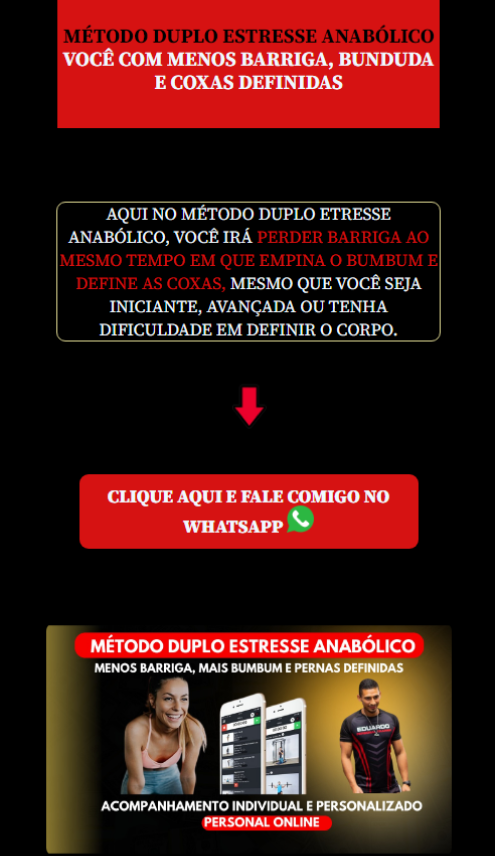 MÉTODO DUPLO ESTRESSE ANABÓLICO
VOCÊ COM MENOS BARRIGA, BUNDUDA
E COXAS DEFINIDAS
AQUI NO MÉTODO DUPLO ETRESSE
ANABÓLICO, VOCÊ IRÁ PERDER BARRIGA AO
MESMO TEMPO EM QUE EMPINA O BUMBUM E
DEFINE AS COXAS, MESMO QUE VOCÊ SEJA
INICIANTE, AVANÇADA OU TENHA
DIFICULDADE EM DEFINIR O CORPO.
CLIQUE AQUI E FALE COMIGO NO
WHATSAPP
MÉTODO DUPLO ESTRESSE ANABÓLICO
MENOS BARRIGA, MAIS BUMBUM E PERNAS DEFINIDAS
EDUARDO
ACOMPANHAMENTO INDIVIDUAL E PERSONALIZADO
PERSONAL ONLINE